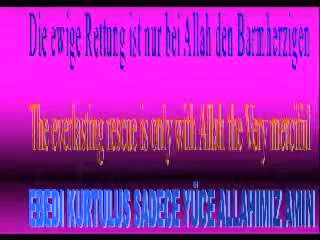 Die ewige Rettung ist nur bei Allah den Barmherzigen
The everlasting rescue is only with Allah the Very merciful
EBEDI KURTULUS SADECE YÜCE ALLAHIMIZ AMIN